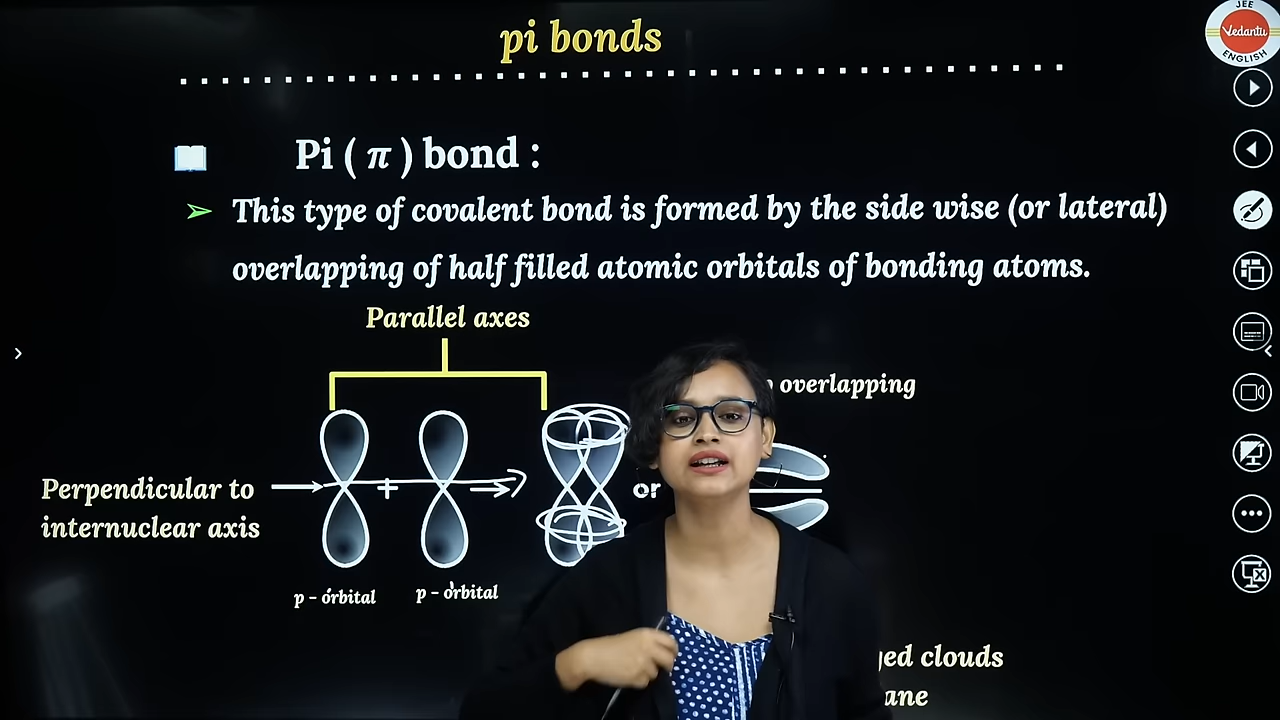 pi bonds
JEE
Vedantu
ENGLISH
Pi ( π ) bond :
➢ This type of covalent bond is formed by the side wise (or lateral)
overlapping of half filled atomic orbitals of bonding atoms.
Parallel axes
overlapping
Perpendicular to
internuclear axis
+
or
p - orbital
p - orbital
clouds